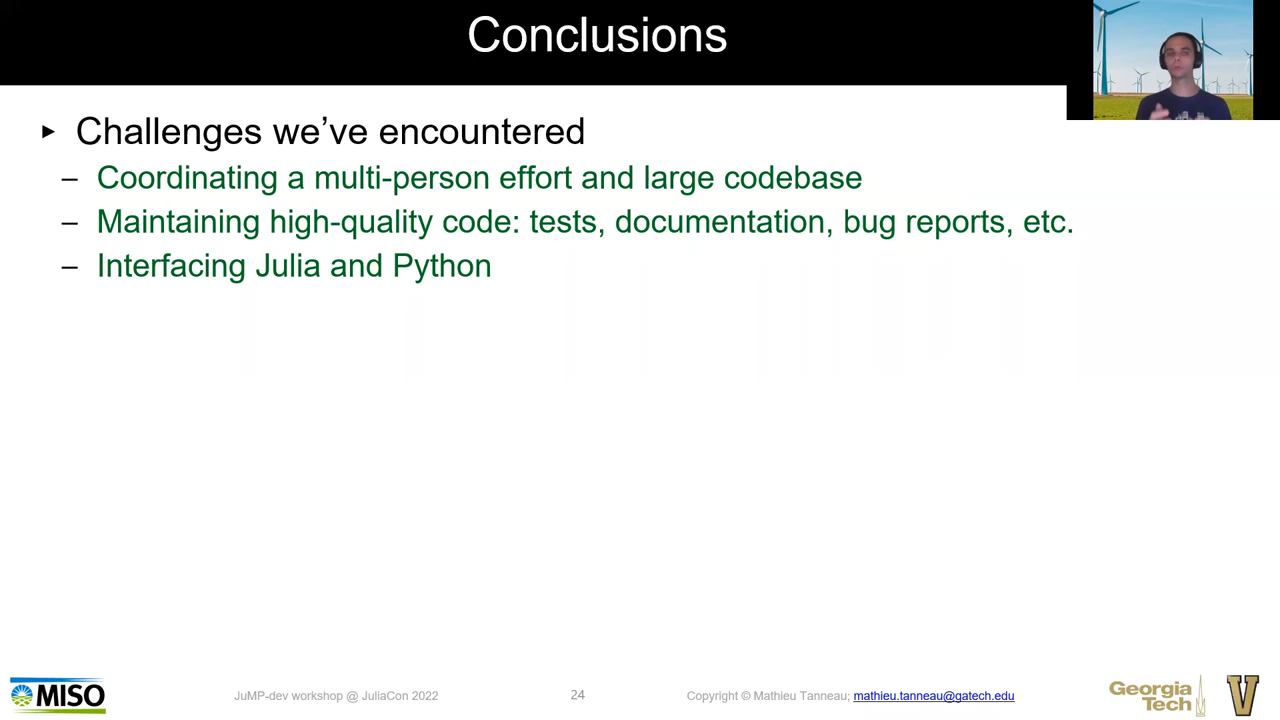 Conclusions
▸ Challenges we’ve encountered
– Coordinating a multi-person effort and large codebase
– Maintaining high-quality code: tests, documentation, bug reports, etc.
– Interfacing Julia and Python
MISO
JuMP-dev workshop @ JuliaCon 2022
24
Copyright © Mathieu Tanneau; mathieu.tanneau@gatech.edu
Georgia
Tech
V